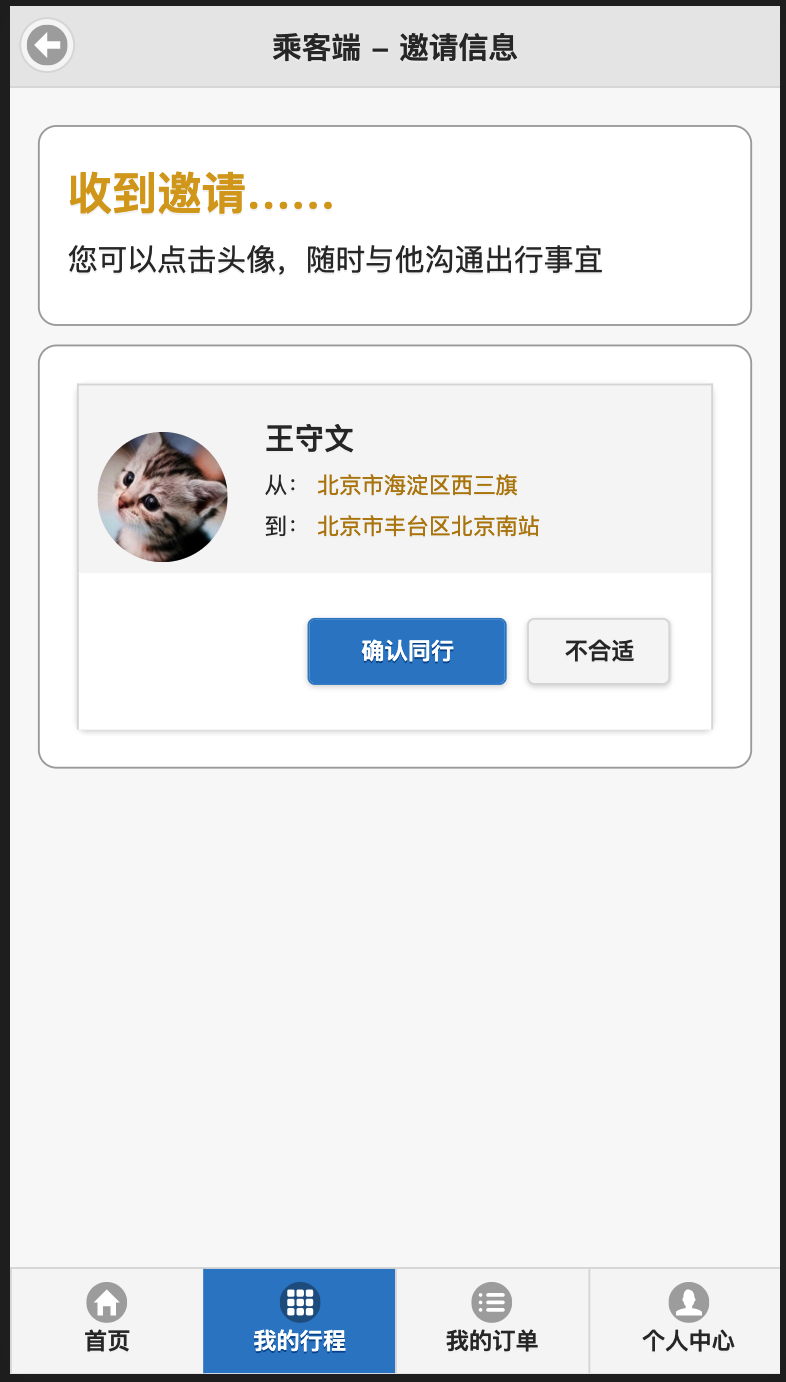 乘客端 – 邀请信息
收到邀请......
您可以点击头像，随时与他沟通出行事宜
王守文
从： 北京市海淀区西三旗
到： 北京市丰台区北京南站
确认同行 不合适
首页 我的行程 我的订单 个人中心